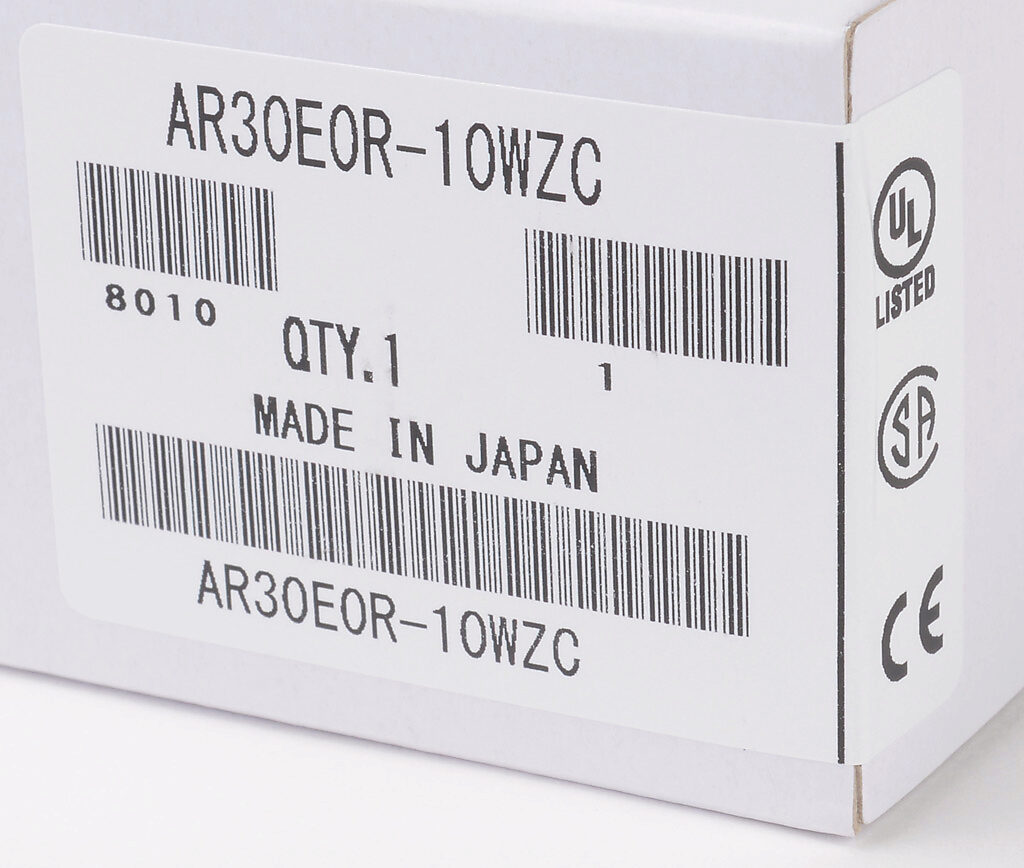 AR30E0R-10WZC
8010
1
QTY.1
MADE IN JAPAN
AR30E0R-10WZC
UL
LISTED
SA
CE